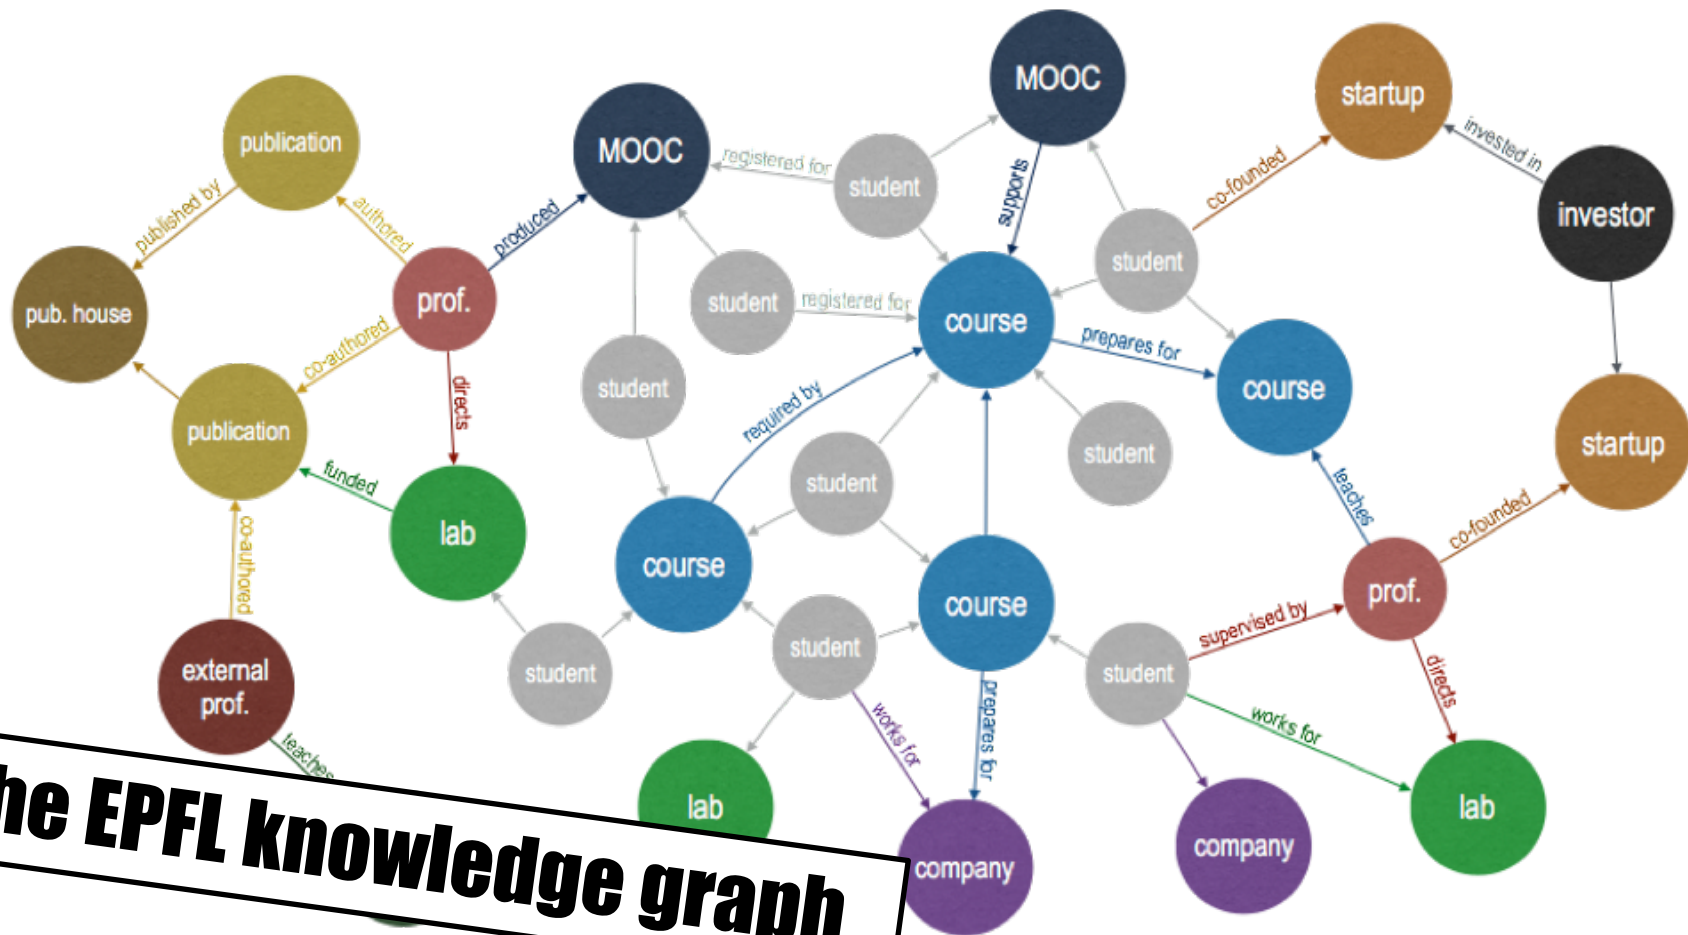 MOOC
startup
publication
MOOC
registered for
student
supports
co-founded
invested in
investor
published by
authored
produced
student
pub. house
prof.
student
registered for
course
prepares for
course
co-authored
directs
student
required by
student
startup
publication
funded
student
teaches
co-founded
lab
course
course
prof.
co-authored
supervised by
external
prof.
student
student
student
directs
teaches
works for
prepares for
works for
lab
company
company
lab
he EPFL knowledge graph